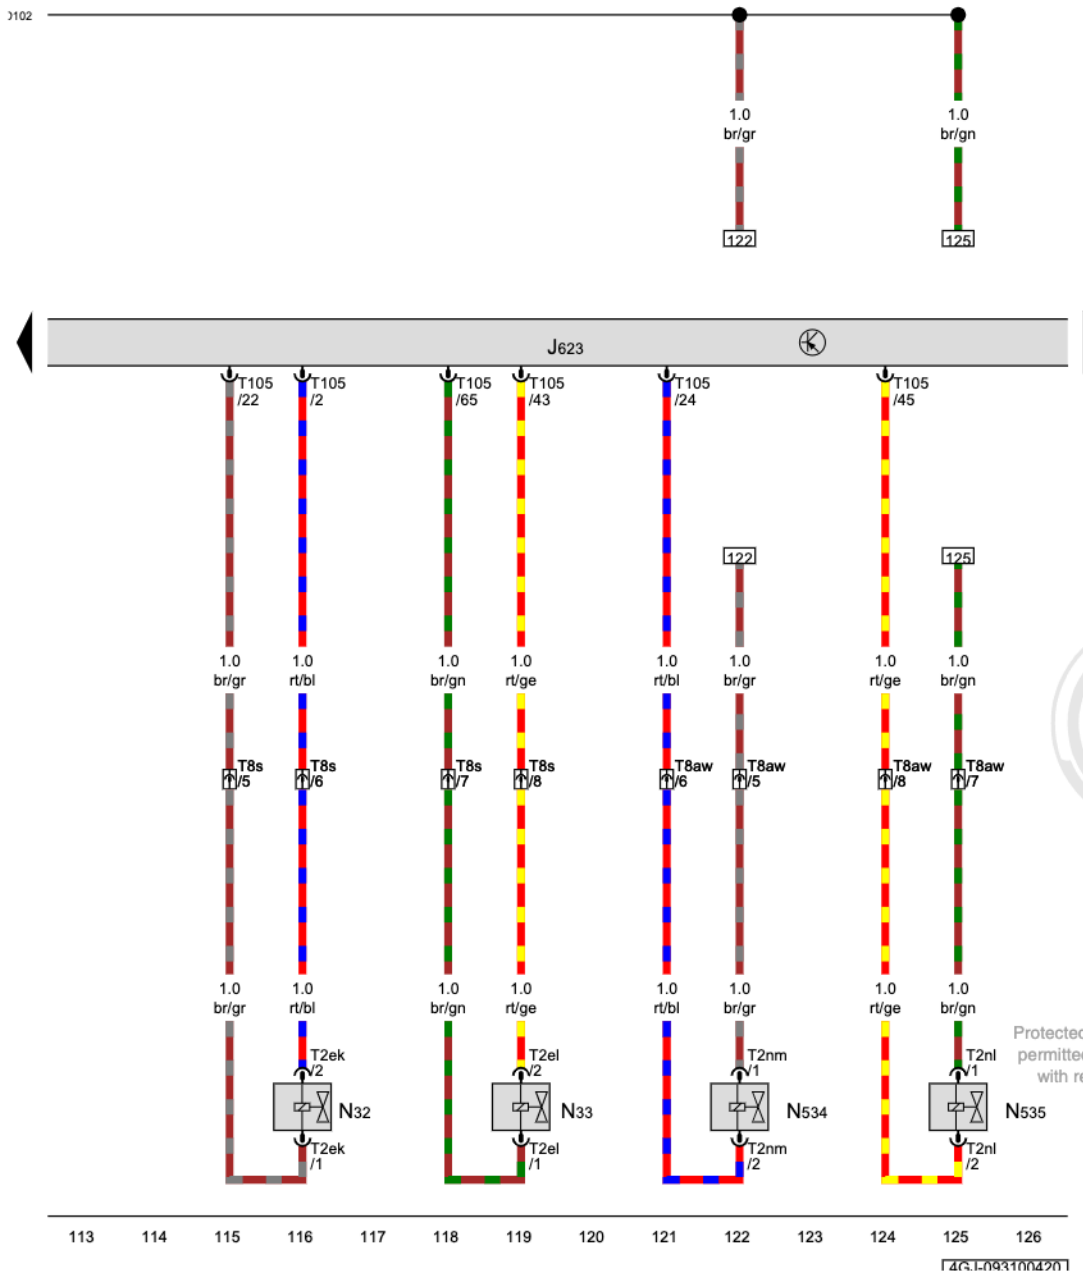 1.0
1.0
br/gr
br/gn
122
125
J623
T105 T105 T105 T105 T105 T105
/22 /2 /65 /43 /24 /45
122 125
1.0 1.0 1.0 1.0 1.0 1.0 1.0 1.0
br/gr rt/bl br/gn rt/ge rt/bl br/gr rt/ge br/gn
T8s T8s T8s T8s T8aw T8aw T8aw T8aw
/5 /6 /7 /8 /6 /5 /8 /7
1.0 1.0 1.0 1.0 1.0 1.0 1.0 1.0
br/gr rt/bl br/gn rt/ge rt/bl br/gr rt/ge br/gn
Protected
permitted
with re
T2ek T2el T2nm T2nl
/2 /2 /1 /1
N32 N33 N534 N535
T2ek T2el T2nm T2nl
/1 /1 /2 /2
113 114 115 116 117 118 119 120 121 122 123 124 125 126
4GJ-093100420